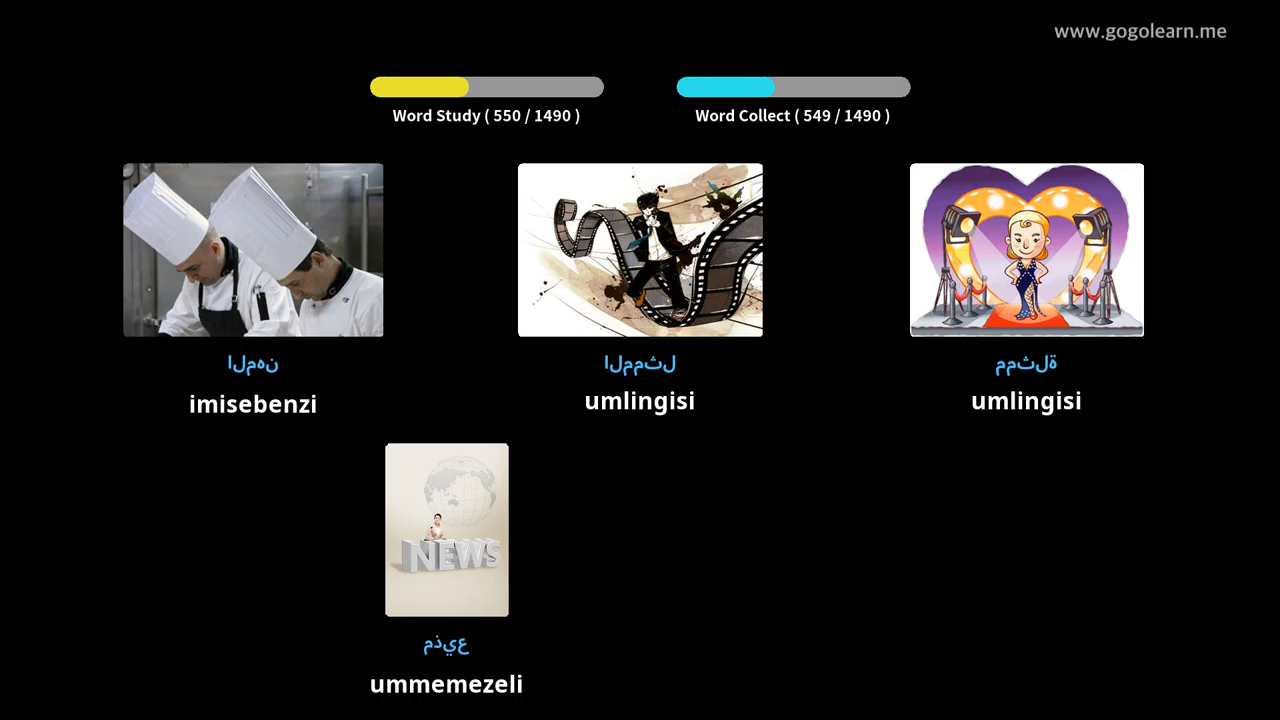 www.gogolearn.me
Word Study ( 550 / 1490 )
Word Collect ( 549 / 1490 )
المهن
الممثل
ممثلة
imisebenzi
umlingisi
umlingisi
NEWS
مذيع
ummemezeli